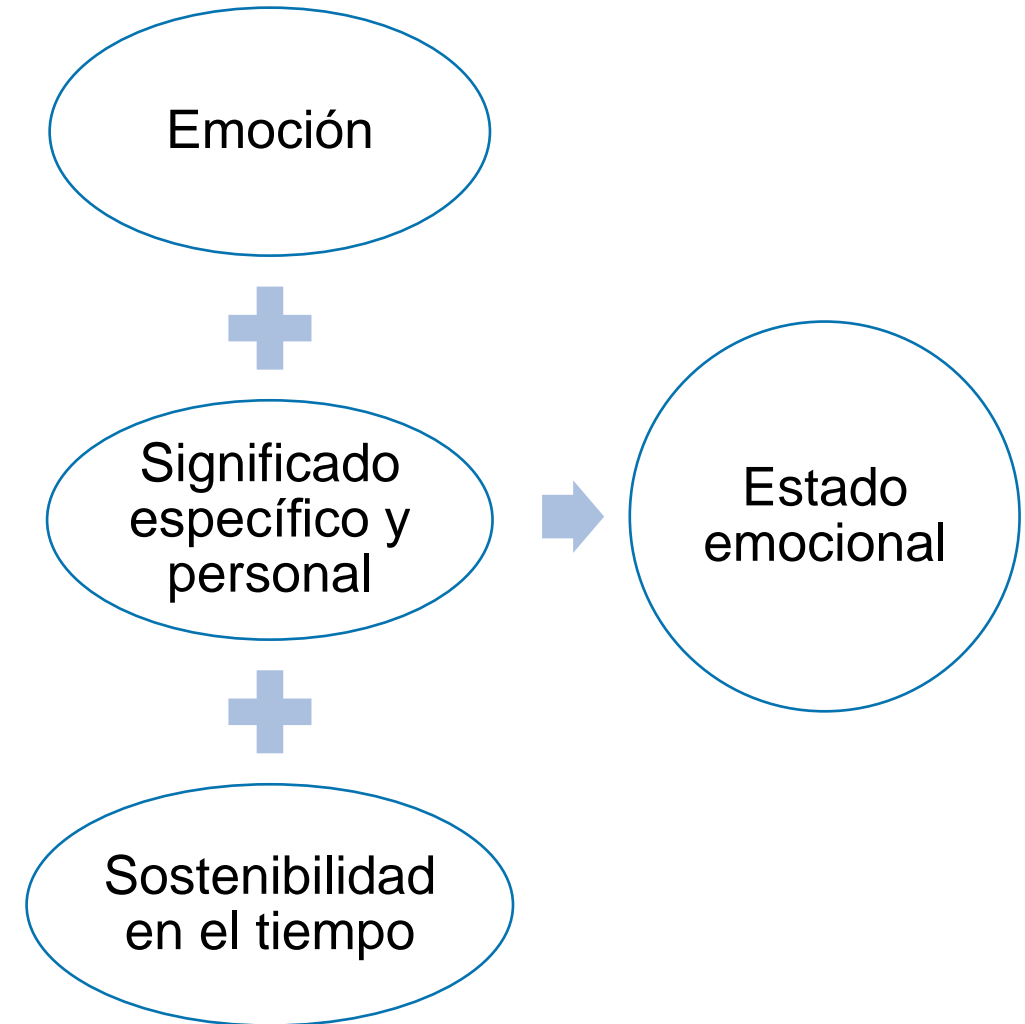 Emoción
Significado
específico y
personal
Estado
emocional
Sostenibilidad
en el tiempo